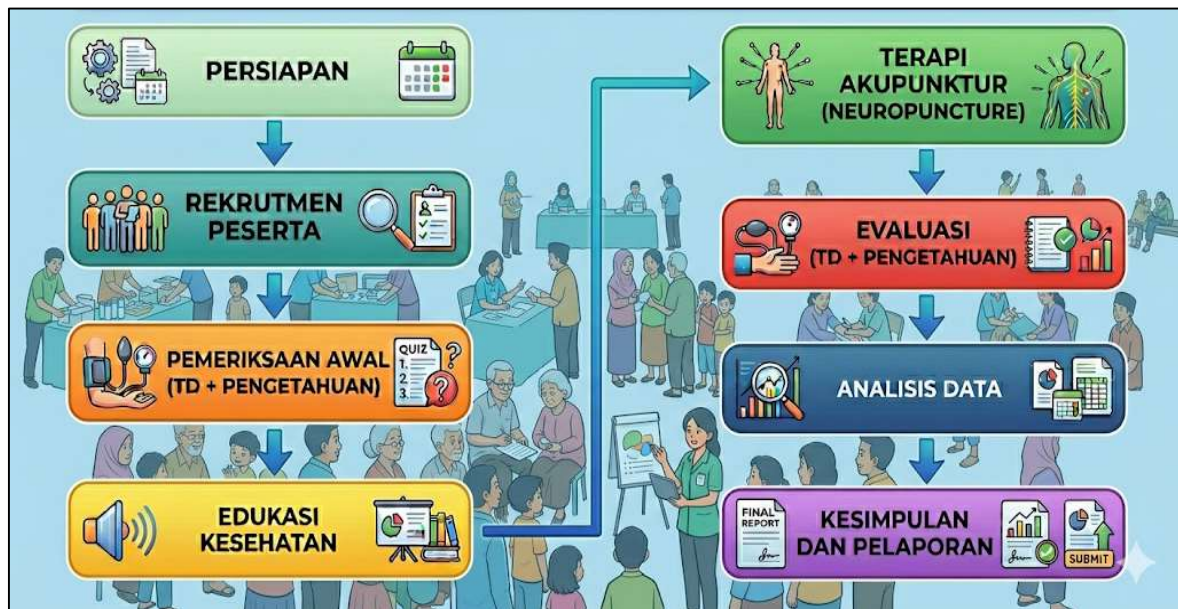 PERSIAPAN
REKRUTMEN
PESERTA
PEMERIKSAAN AWAL
(TD + PENGETAHUAN)
QUIZ
1.
2.
3.
EDUKASI
KESEHATAN
TERAPI
AKUPUNKTUR
(NEUROPUNCTURE)
EVALUASI
(TD + PENGETAHUAN)
ANALISIS DATA
FINAL
REPORT
KESIMPULAN
DAN PELAPORAN
SUBMIT